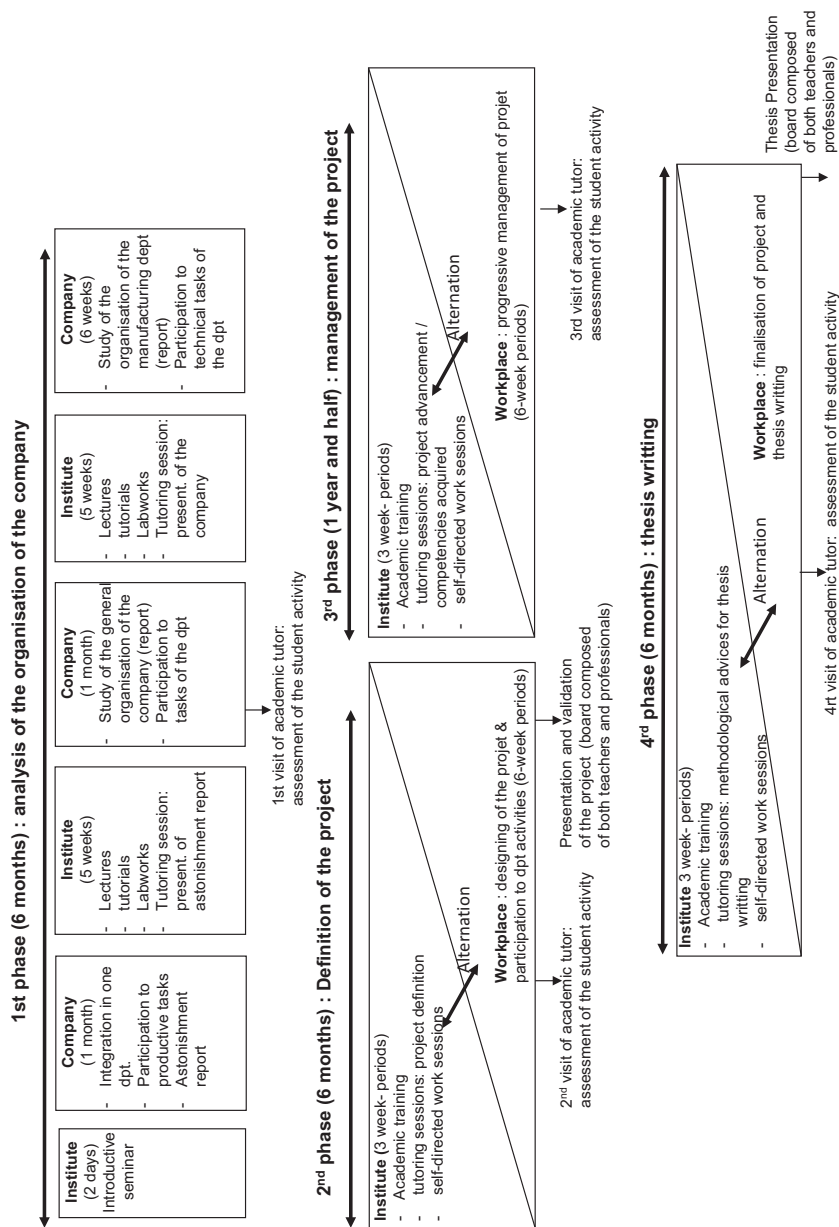 1st phase (6 months) : analysis of the organisation of the company
Institute
(2 days)
Introductive
seminar
Company
(1 month)
- Integration in one
dpt.
- Participation to
productive tasks
- Astonishment
report
Institute
(5 weeks)
- Lectures
- tutorials
- Labworks
- Tutoring session:
present. of
astonishment report
Company
(1 month)
- Study of the general
organisation of the
company (report)
- Participation to
tasks of the dpt
Institute
(5 weeks)
- Lectures
- tutorials
- Labworks
- Tutoring session:
present. of the
company
Company
(6 weeks)
- Study of the
organisation of the
manufacturing dept
(report)
- Participation to
technical tasks of
the dpt
1st visit of academic tutor:
assessment of the student activity
2nd phase (6 months) : Definition of the project
Institute (3 week- periods)
- Academic training
- tutoring sessions: project definition
- self-directed work sessions
Alternation
Workplace : designing of the projet &
participation to dpt activities (6-week periods)
2nd visit of academic tutor:
assessment of the student activity
Presentation and validation
of the project (board composed
of both teachers and professionals)
3rd phase (1 year and half) : management of the project
Institute (3 week- periods)
- Academic training
- tutoring sessions: project advancement /
competencies acquired
- self-directed work sessions
Alternation
Workplace : progressive management of projet
(6-week periods)
3rd visit of academic tutor:
assessment of the student activity
4rd phase (6 months) : thesis writting
Institute 3 week- periods)
- Academic training
- tutoring sessions: methodological advices for thesis
writting
- self-directed work sessions
Alternation
Workplace : finalisation of project and
thesis writting
4rt visit of academic tutor: assessment of the student activity
Thesis Presentation
(board composed
of both teachers and
professionals)